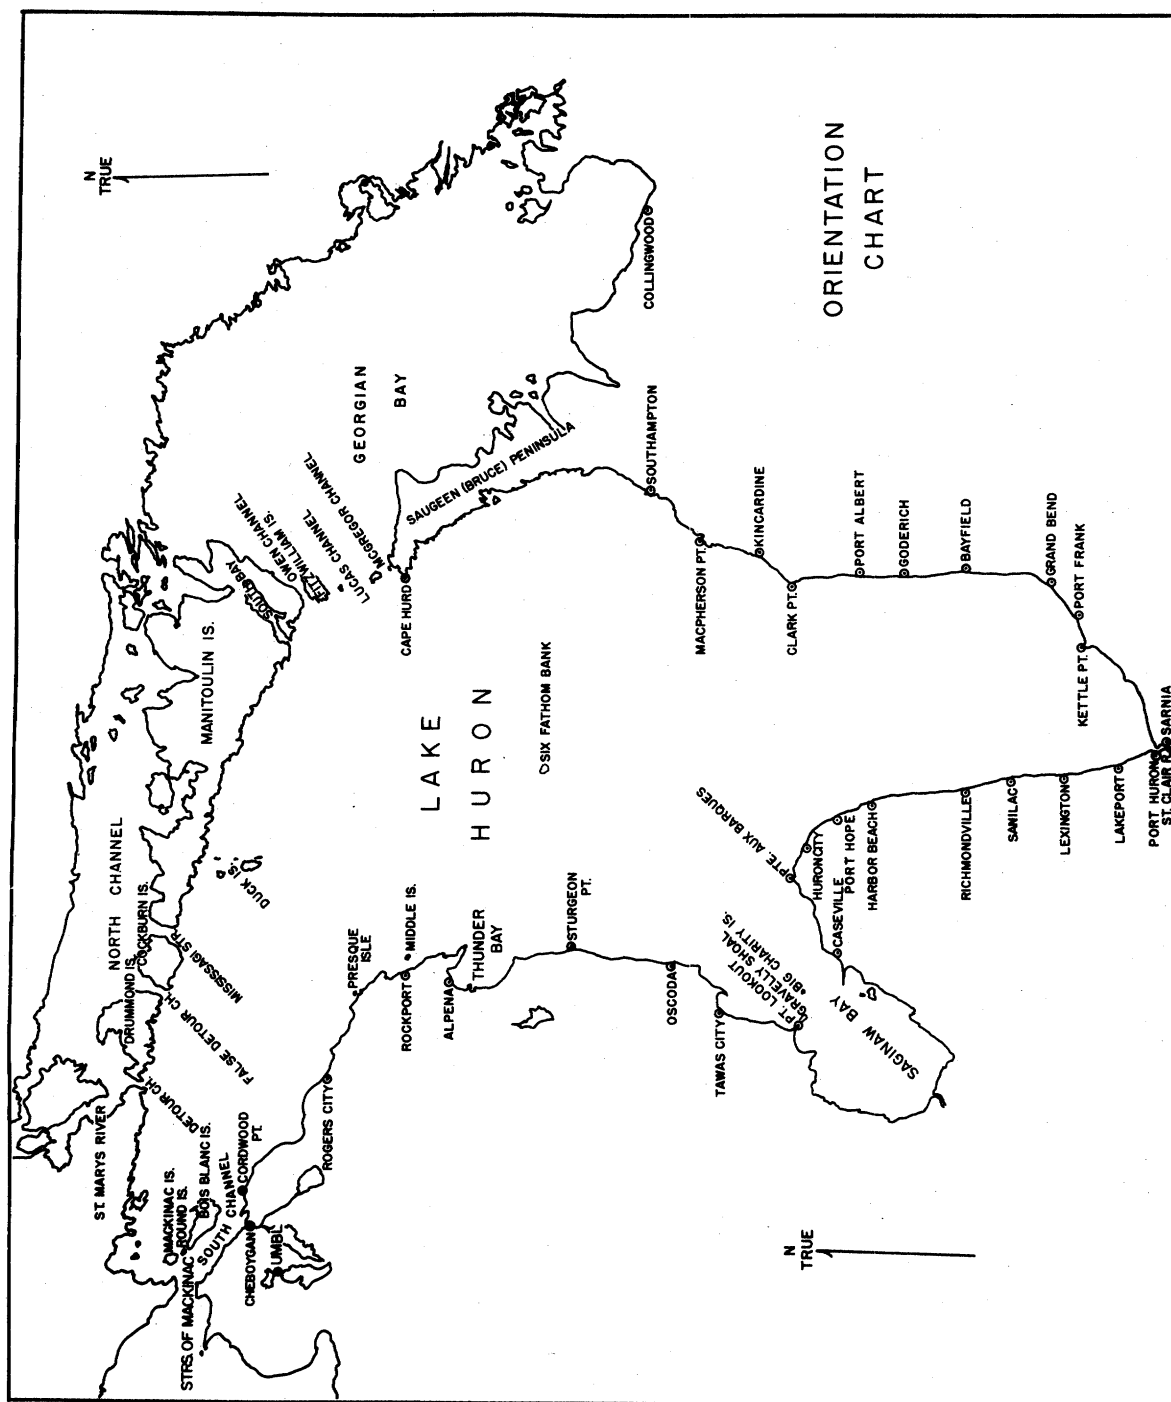 ORIENTATION
CHART
N
TRUE
N
TRUE
LAKE
HURON
GEORGIAN
BAY
NORTH CHANNEL
MANITOULIN IS.
SOUTH BAY
OWEN CHANNEL
FITZWILLIAM IS.
LUCAS CHANNEL
MCGREGOR CHANNEL
CAPE HURD
SAUGEEN (BRUCE) PENINSULA
COLLINGWOOD
SOUTHAMPTON
MACPHERSON PT.
KINCARDINE
CLARK PT.
PORT ALBERT
GODERICH
BAYFIELD
GRAND BEND
PORT FRANK
KETTLE PT.
SARNIA
ST. CLAIR R.
PORT HURON
LAKEPORT
LEXINGTON
SANILAC
RICHMONDVILLE
HARBOR BEACH
PORT HOPE
HURON CITY
PTE. AUX BARQUES
CASEVILLE
SAGINAW BAY
BIG CHARITY IS.
GRAVELLY SHOAL
PT. LOOKOUT
TAWAS CITY
OSCODA
STURGEON
PT.
THUNDER
BAY
ALPENA
ROCKPORT
MIDDLE IS.
PRESQUE
ISLE
SIX FATHOM BANK
ROGERS CITY
CORDWOOD
PT.
CHEBOYGAN
UMBL
SOUTH CHANNEL
BOIS BLANC IS.
ROUND IS.
MACKINAC IS.
STRS. OF MACKINAC
ST. MARYS RIVER
DETOUR CH.
DRUMMOND IS.
FALSE DETOUR CH.
COCKBURN IS.
MISSISSAGI STR.
DUCK IS.